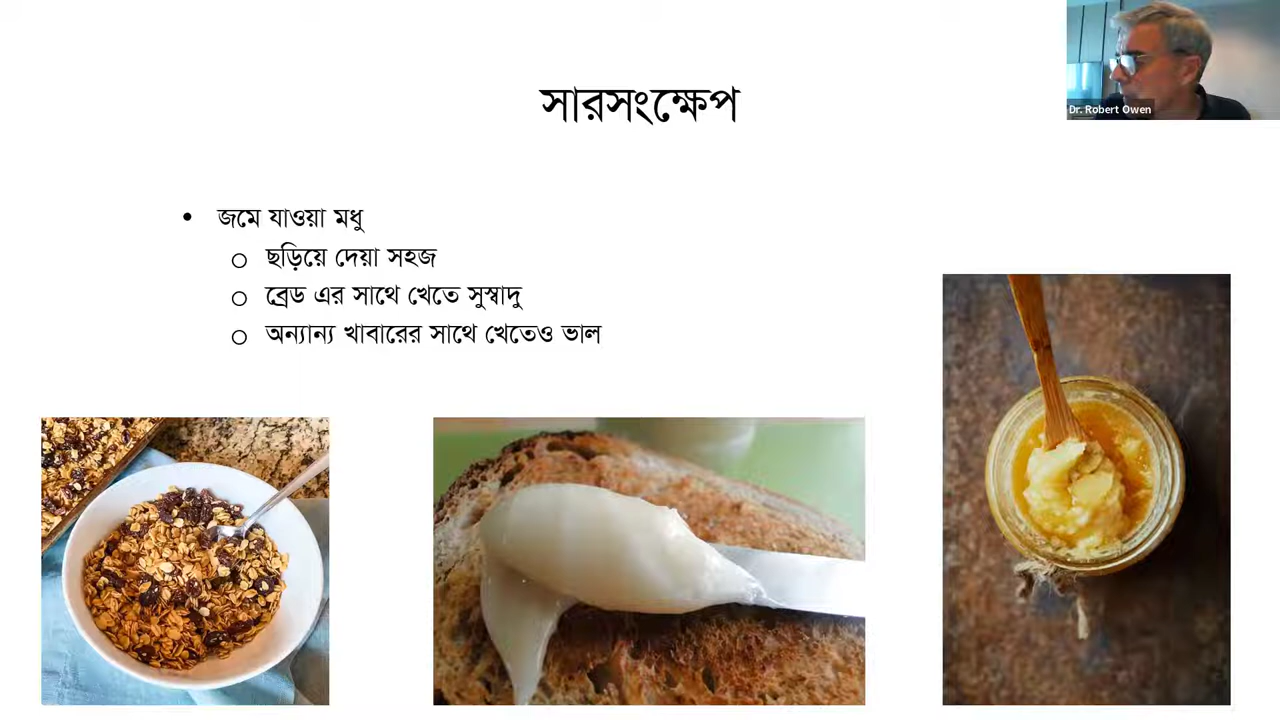 Dr. Robert Owen
সারসংক্ষেপ
• জমে যাওয়া মধু
○ ছড়িয়ে দেয়া সহজ
○ ব্রেড এর সাথে খেতে সুস্বাদু
○ অন্যান্য খাবারের সাথে খেতেও ভাল